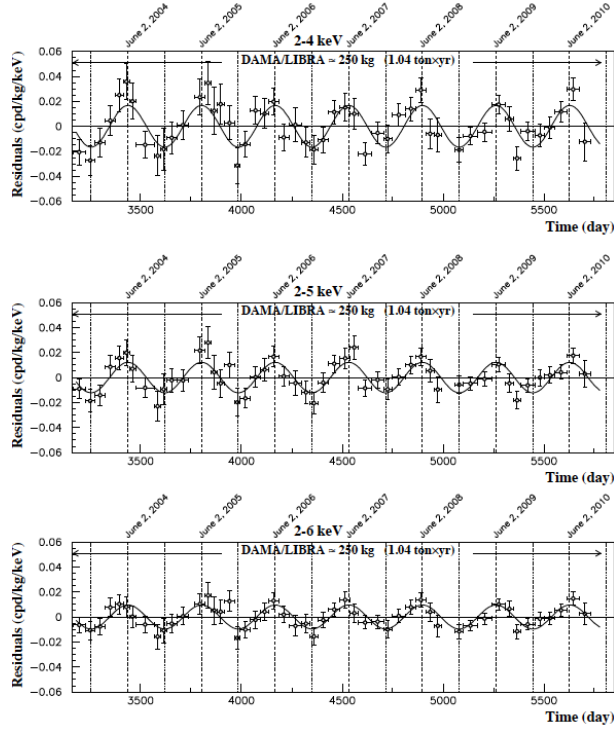 June 2, 2004 June 2, 2005 June 2, 2006 June 2, 2007 June 2, 2008 June 2, 2009 June 2, 2010
2-4 keV
Residuals (cpd/kg/keV)
DAMA/LIBRA ≈ 250 kg (1.04 ton×yr)
0.06
0.04
0.02
0
−0.02
−0.04
−0.06
3500 4000 4500 5000 5500
Time (day)
June 2, 2004 June 2, 2005 June 2, 2006 June 2, 2007 June 2, 2008 June 2, 2009 June 2, 2010
2-5 keV
Residuals (cpd/kg/keV)
DAMA/LIBRA ≈ 250 kg (1.04 ton×yr)
0.06
0.04
0.02
0
−0.02
−0.04
−0.06
3500 4000 4500 5000 5500
Time (day)
June 2, 2004 June 2, 2005 June 2, 2006 June 2, 2007 June 2, 2008 June 2, 2009 June 2, 2010
2-6 keV
Residuals (cpd/kg/keV)
DAMA/LIBRA ≈ 250 kg (1.04 ton×yr)
0.06
0.04
0.02
0
−0.02
−0.04
−0.06
3500 4000 4500 5000 5500
Time (day)